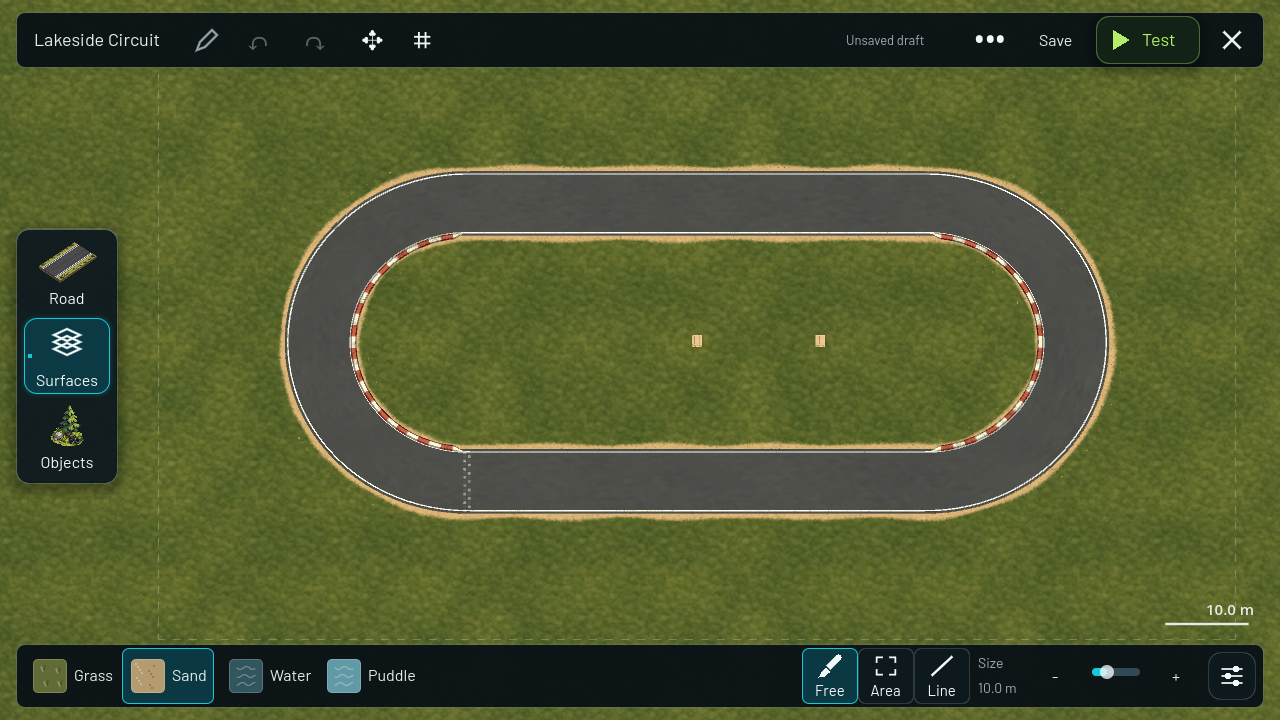 Lakeside Circuit
Unsaved draft
Save
Test
Road
Surfaces
Objects
10.0 m
Grass
Sand
Water
Puddle
Free
Area
Line
Size
10.0 m
-
+